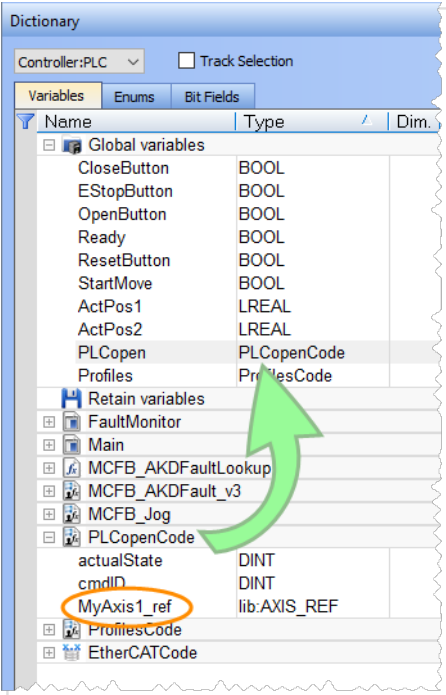 Dictionary
Controller:PLC Track Selection
Variables Enums Bit Fields
Name Type Dim.
Global variables
CloseButton BOOL
EStopButton BOOL
OpenButton BOOL
Ready BOOL
ResetButton BOOL
StartMove BOOL
ActPos1 LREAL
ActPos2 LREAL
PLCopen PLCopenCode
Profiles ProfilesCode
Retain variables
FaultMonitor
Main
MCFB_AKDFaultLookup
MCFB_AKDFault_v3
MCFB_Jog
PLCopenCode
actualState DINT
cmdID DINT
MyAxis1_ref lib:AXIS_REF
ProfilesCode
EtherCATCode